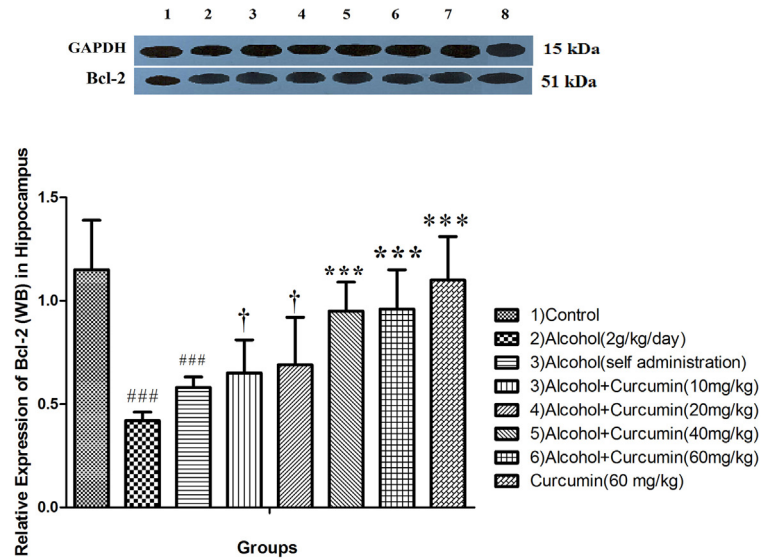 1 2 3 4 5 6 7 8
GAPDH 15 kDa
Bcl-2 51 kDa
Relative Expression of Bcl-2 (WB) in Hippocampus
1.5
1.0
0.5
0.0
### ### † † *** *** ***
Groups
1)Control
2)Alcohol(2g/kg/day)
3)Alcohol(self administration)
3)Alcohol+Curcumin(10mg/kg)
4)Alcohol+Curcumin(20mg/kg)
5)Alcohol+Curcumin(40mg/kg)
6)Alcohol+Curcumin(60mg/kg)
Curcumin(60 mg/kg)